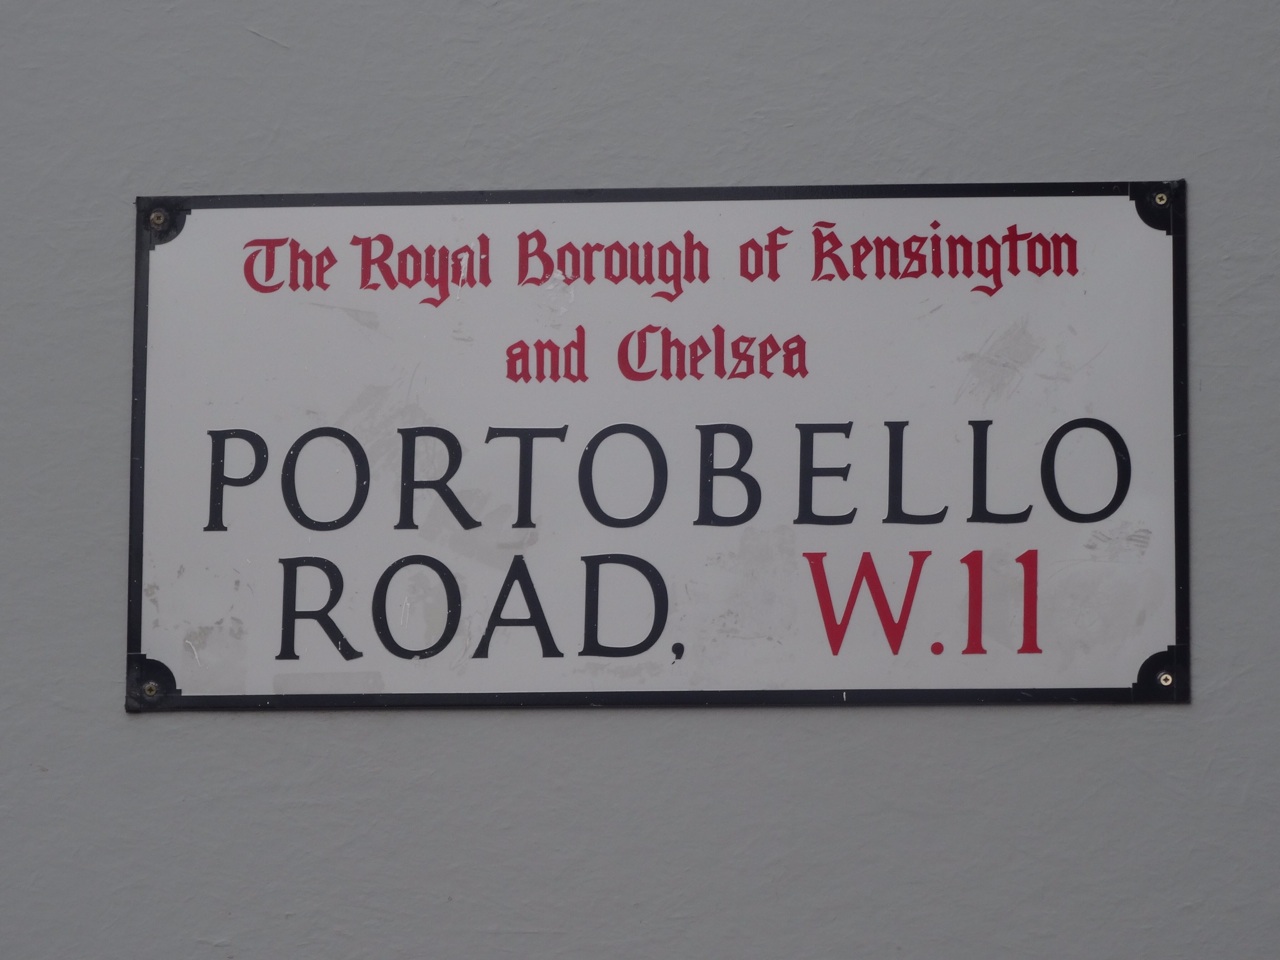 The Royal Borough of Kensington
and Chelsea
PORTOBELLO
ROAD, W.11